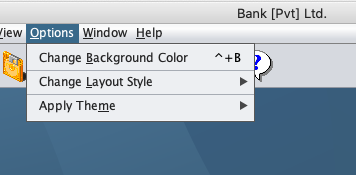 Bank [Pvt] Ltd.
View Options Window Help
Change Background Color ^+B
Change Layout Style
Apply Theme